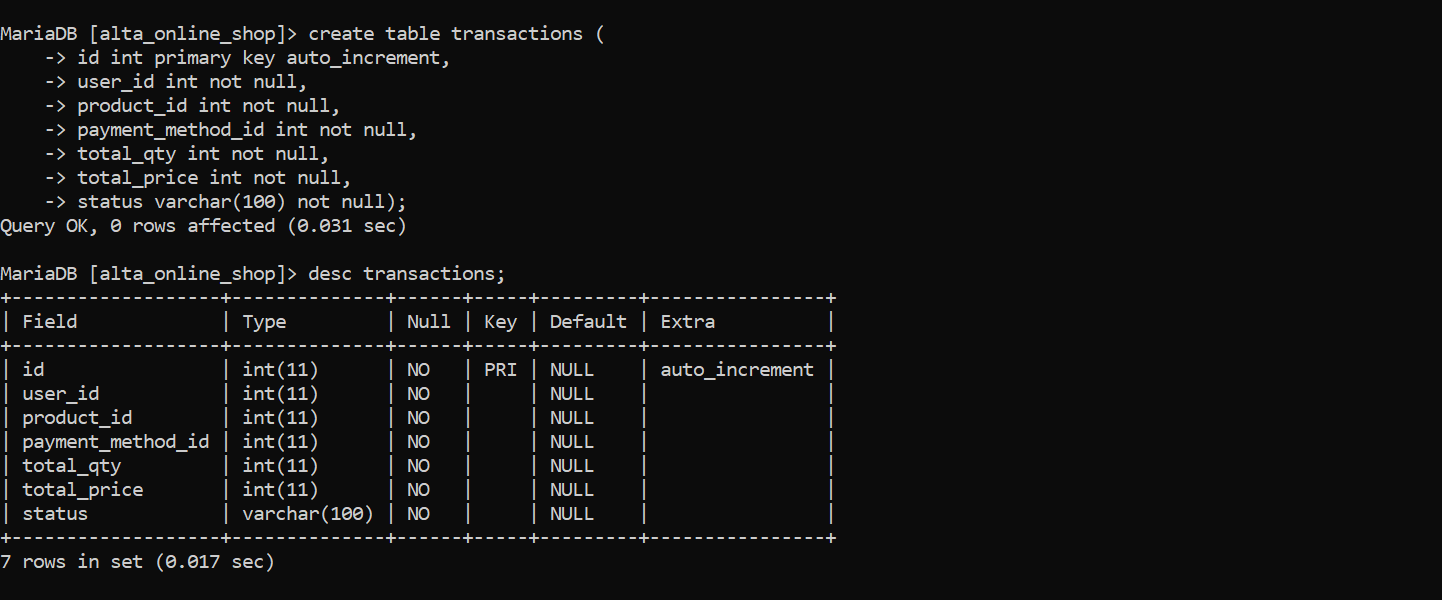 MariaDB [alta_online_shop]> create table transactions (
    -> id int primary key auto_increment,
    -> user_id int not null,
    -> product_id int not null,
    -> payment_method_id int not null,
    -> total_qty int not null,
    -> total_price int not null,
    -> status varchar(100) not null);
Query OK, 0 rows affected (0.031 sec)

MariaDB [alta_online_shop]> desc transactions;
+-------------------+--------------+------+-----+---------+----------------+
| Field             | Type         | Null | Key | Default | Extra          |
+-------------------+--------------+------+-----+---------+----------------+
| id                | int(11)      | NO   | PRI | NULL    | auto_increment |
| user_id           | int(11)      | NO   |     | NULL    |                |
| product_id        | int(11)      | NO   |     | NULL    |                |
| payment_method_id | int(11)      | NO   |     | NULL    |                |
| total_qty         | int(11)      | NO   |     | NULL    |                |
| total_price       | int(11)      | NO   |     | NULL    |                |
| status            | varchar(100) | NO   |     | NULL    |                |
+-------------------+--------------+------+-----+---------+----------------+
7 rows in set (0.017 sec)